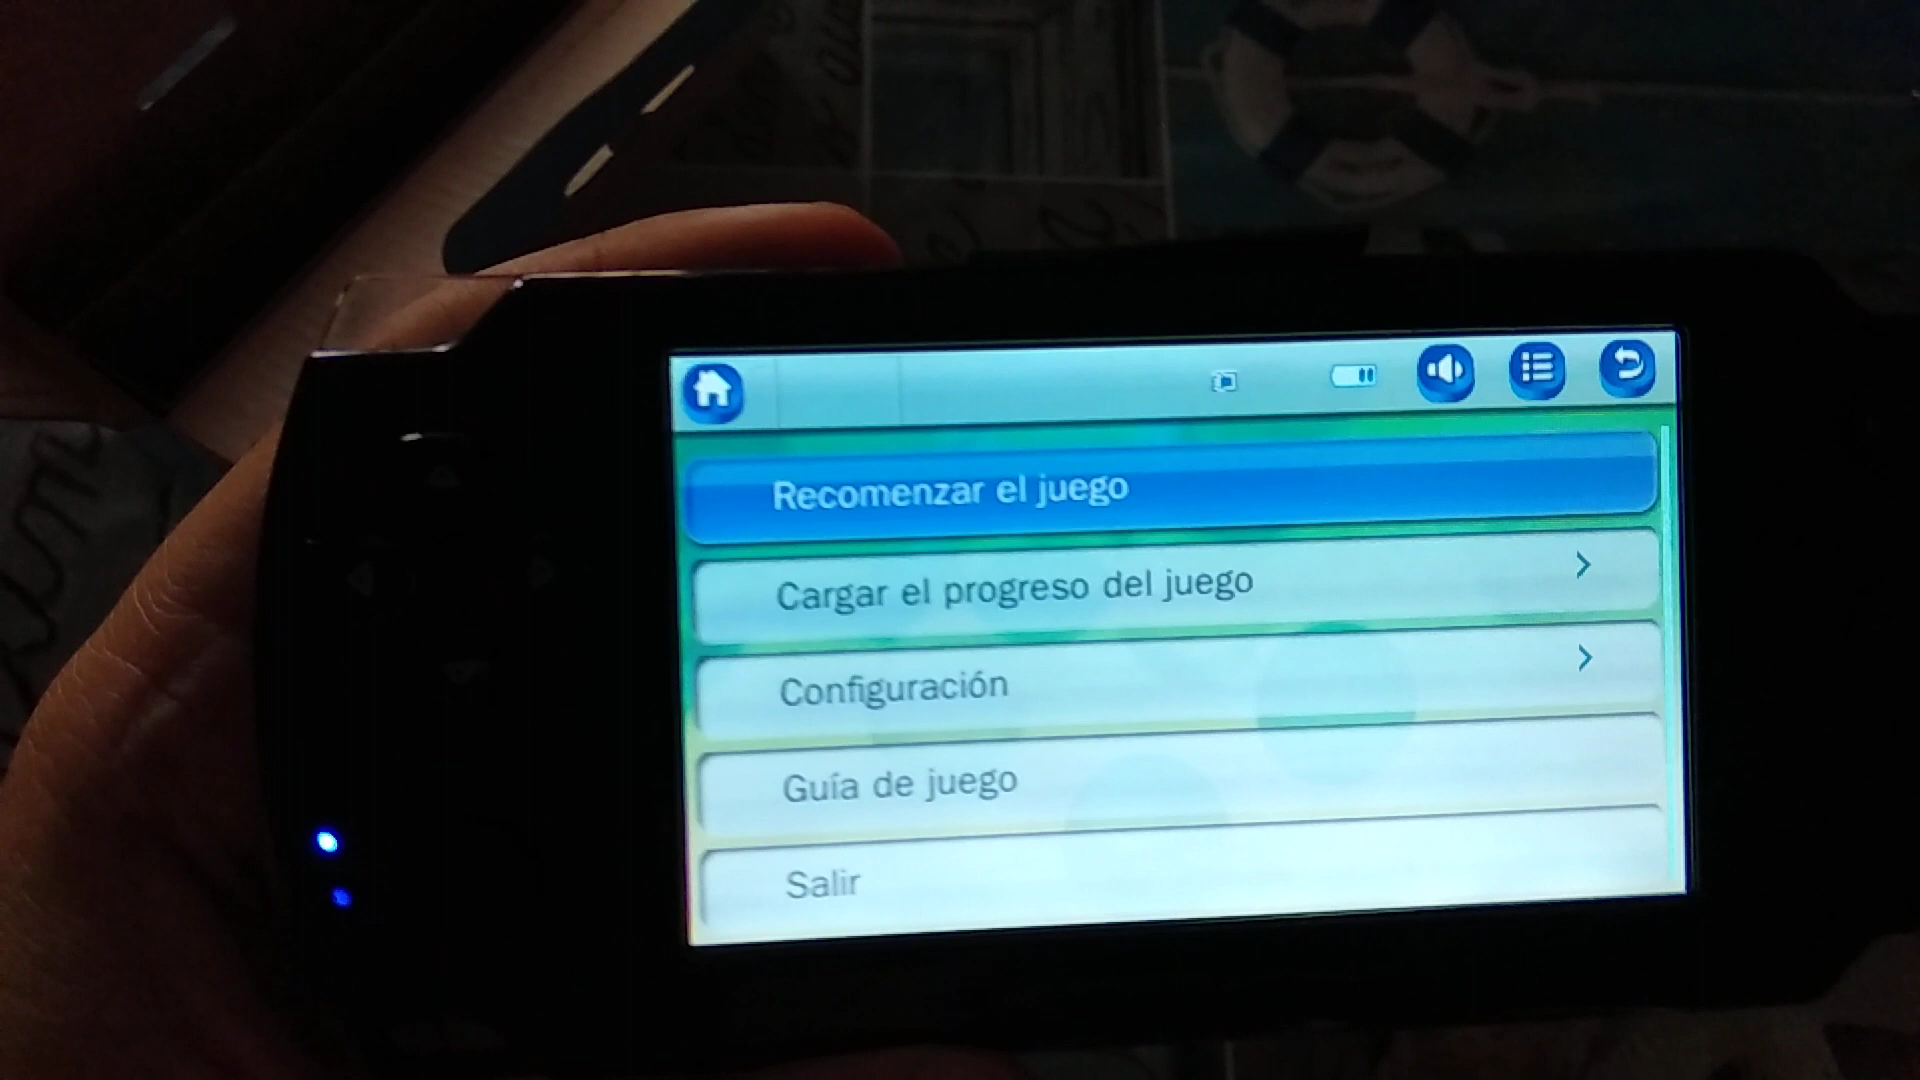 Recomenzar el juego
Cargar el progreso del juego
Configuración
Guía de juego
Salir